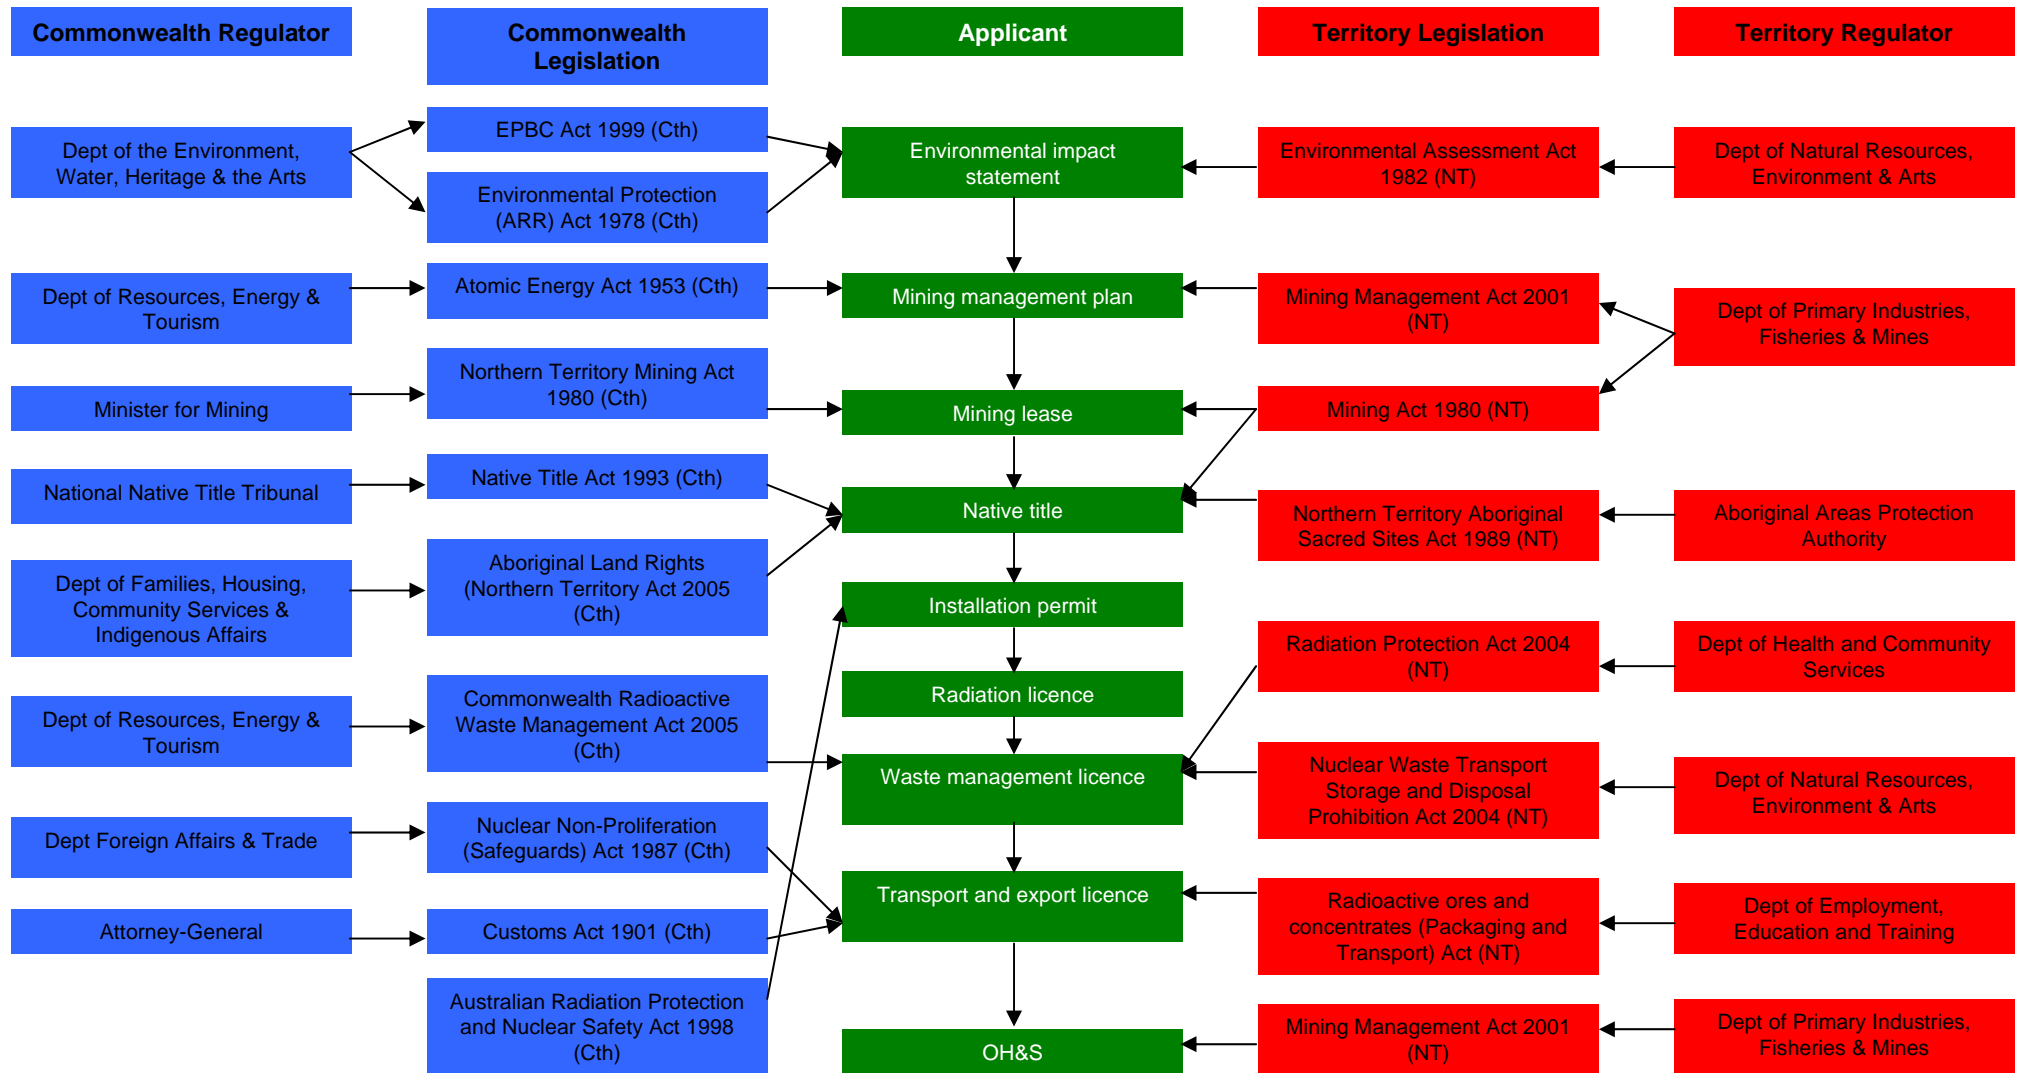 Commonwealth Regulator
Commonwealth
Legislation
Applicant
Territory Legislation
Territory Regulator
Dept of the Environment,
Water, Heritage & the Arts
EPBC Act 1999 (Cth)
Environmental Protection
(ARR) Act 1978 (Cth)
Environmental impact
statement
Environmental Assessment Act
1982 (NT)
Dept of Natural Resources,
Environment & Arts
Dept of Resources, Energy &
Tourism
Atomic Energy Act 1953 (Cth)
Mining management plan
Mining Management Act 2001
(NT)
Dept of Primary Industries,
Fisheries & Mines
Minister for Mining
Northern Territory Mining Act
1980 (Cth)
Mining lease
Mining Act 1980 (NT)
National Native Title Tribunal
Native Title Act 1993 (Cth)
Native title
Northern Territory Aboriginal
Sacred Sites Act 1989 (NT)
Aboriginal Areas Protection
Authority
Dept of Families, Housing,
Community Services &
Indigenous Affairs
Aboriginal Land Rights
(Northern Territory Act 2005
(Cth)
Installation permit
Radiation Protection Act 2004
(NT)
Dept of Health and Community
Services
Radiation licence
Dept of Resources, Energy &
Tourism
Commonwealth Radioactive
Waste Management Act 2005
(Cth)
Waste management licence
Nuclear Waste Transport
Storage and Disposal
Prohibition Act 2004 (NT)
Dept of Natural Resources,
Environment & Arts
Dept Foreign Affairs & Trade
Nuclear Non-Proliferation
(Safeguards) Act 1987 (Cth)
Transport and export licence
Radioactive ores and
concentrates (Packaging and
Transport) Act (NT)
Dept of Employment,
Education and Training
Attorney-General
Customs Act 1901 (Cth)
Australian Radiation Protection
and Nuclear Safety Act 1998
(Cth)
OH&S
Mining Management Act 2001
(NT)
Dept of Primary Industries,
Fisheries & Mines